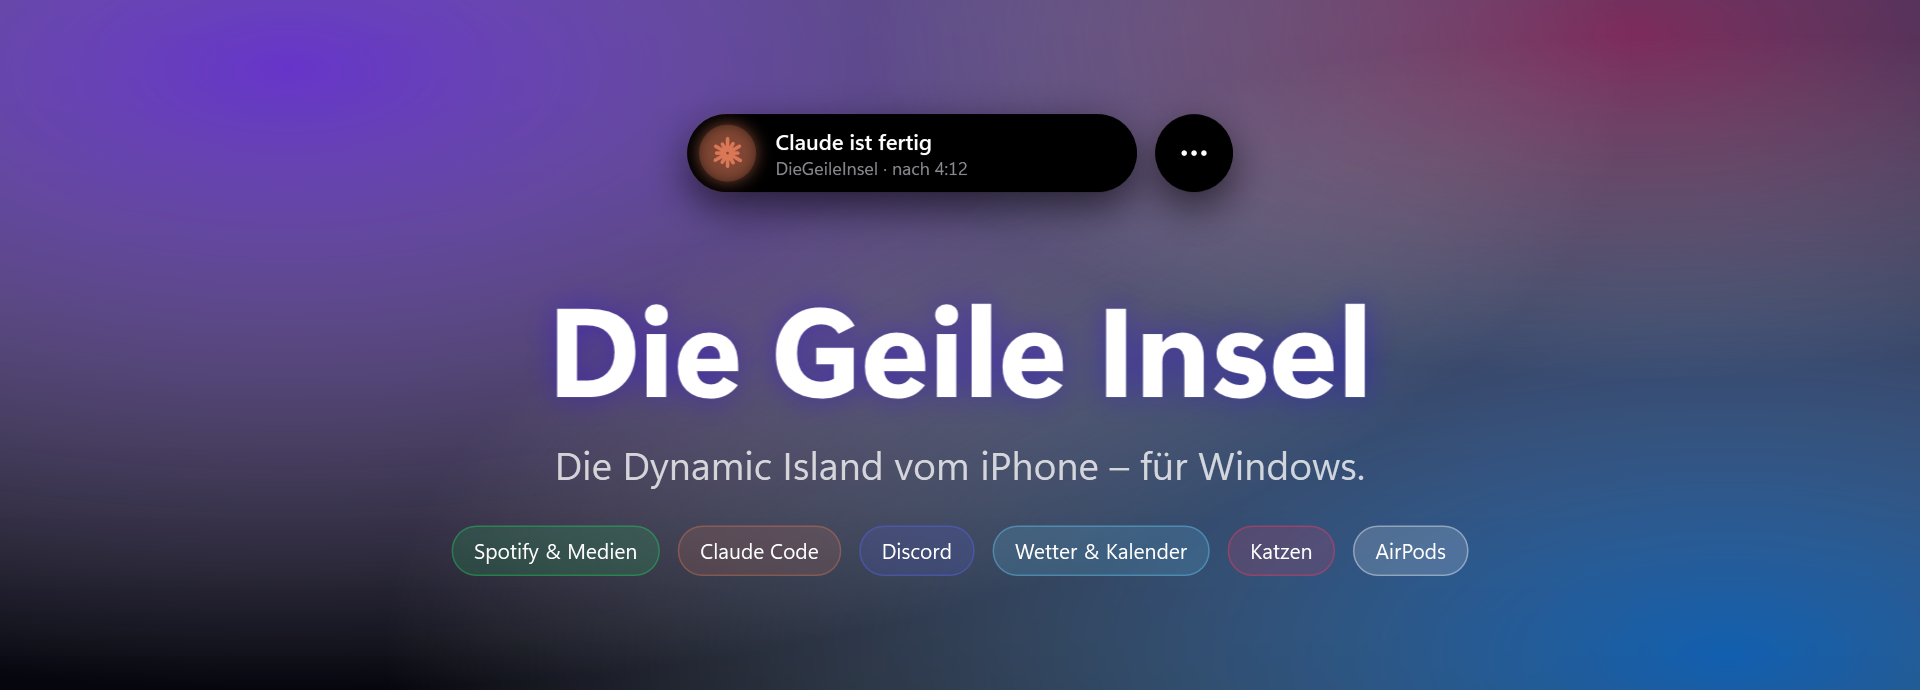 Claude ist fertig
DieGeileInsel · nach 4:12
Die Geile Insel
Die Dynamic Island vom iPhone – für Windows.
Spotify & Medien
Claude Code
Discord
Wetter & Kalender
Katzen
AirPods